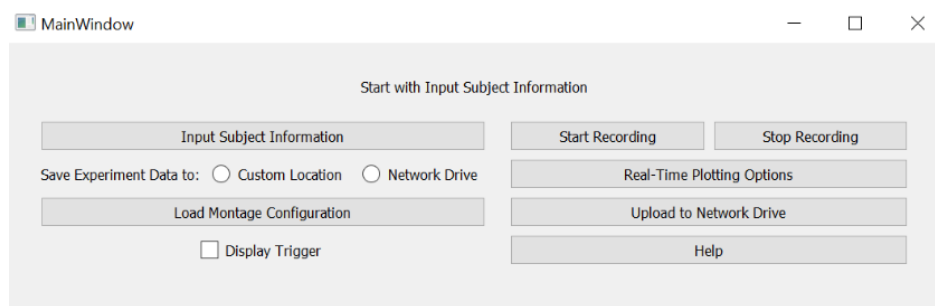 MainWindow
Start with Input Subject Information
Input Subject Information
Start Recording
Stop Recording
Save Experiment Data to: Custom Location Network Drive
Real-Time Plotting Options
Load Montage Configuration
Upload to Network Drive
Display Trigger
Help